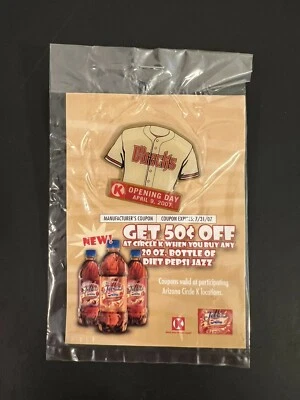 D'backs
K
OPENING DAY
APRIL 9, 2007
MANUFACTURER'S COUPON COUPON EXPIRES 7/31/07
GET 50¢ OFF
AT CIRCLE K WHEN YOU BUY ANY
20 OZ. BOTTLE OF
DIET PEPSI JAZZ
NEW!
Coupons valid at participating
Arizona Circle K locations.
K